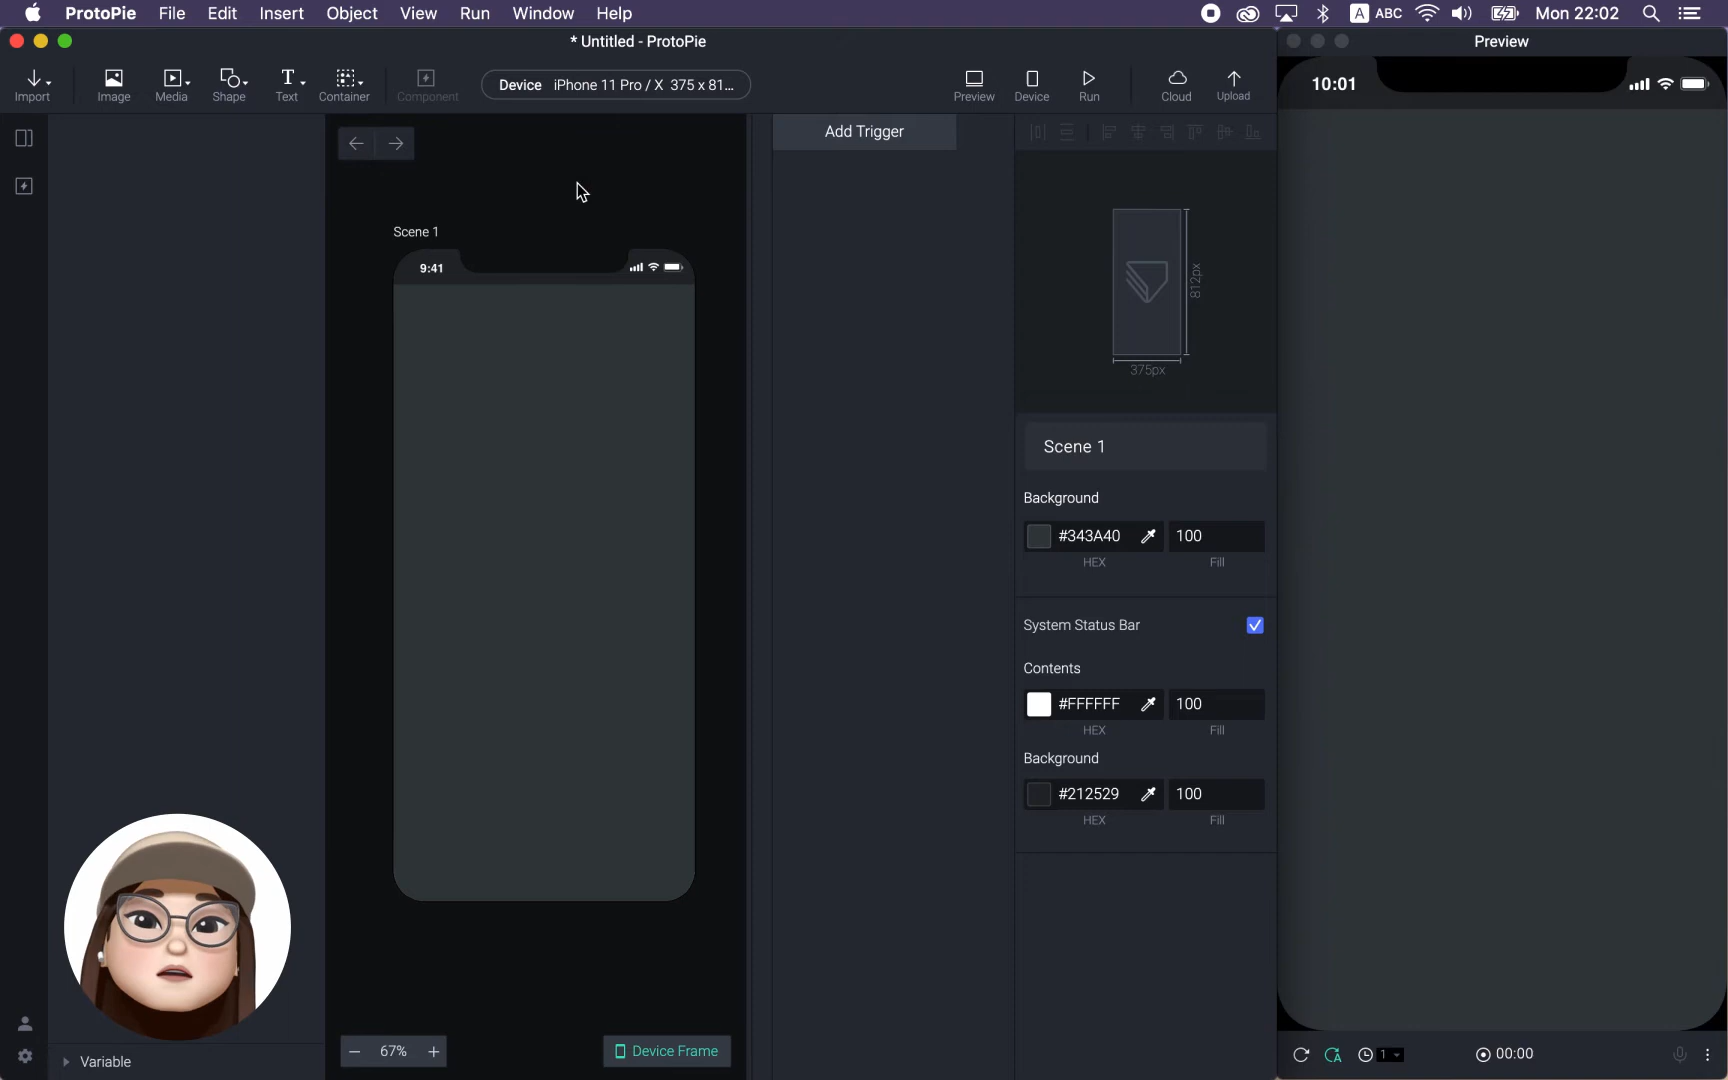 ProtoPie File Edit Insert Object View Run Window Help
A ABC Mon 22:02
* Untitled - ProtoPie
Preview
Import Image Media Shape Text Container Component
Device iPhone 11 Pro / X 375 x 81...
Preview Device Run Cloud Upload
10:01
Add Trigger
Scene 1
9:41
812px
375px
Scene 1
Background
#343A40 100
HEX Fill
System Status Bar
Contents
#FFFFFF 100
HEX Fill
Background
#212529 100
HEX Fill
Variable
67%
Device Frame
1
00:00